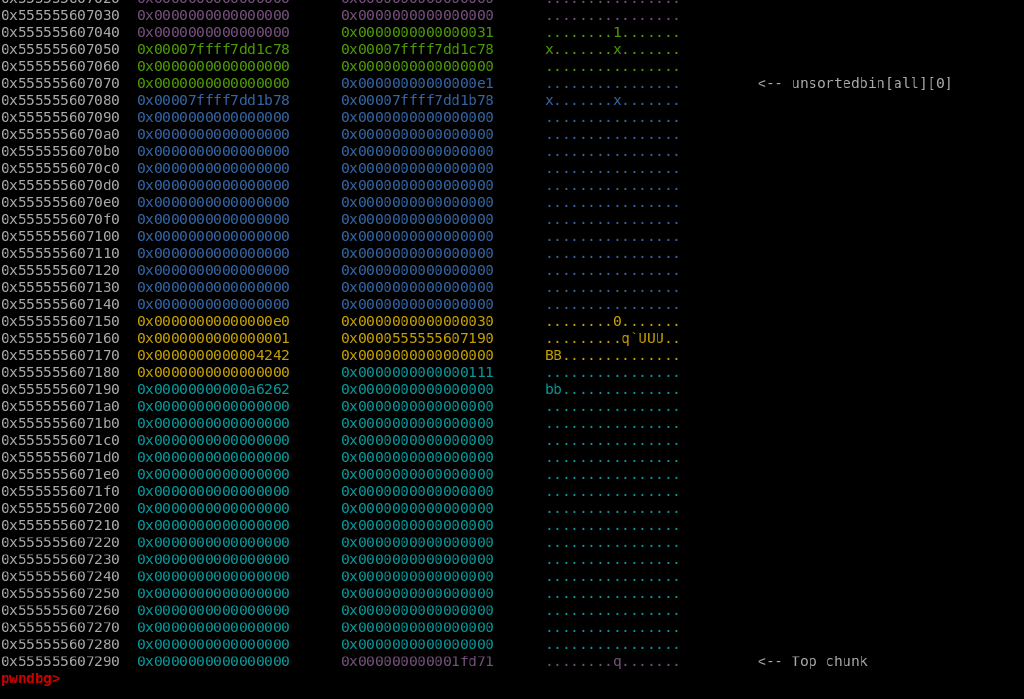 0x555555607030 0x0000000000000000 0x0000000000000000 ................
0x555555607040 0x0000000000000000 0x0000000000000031 ........1.......
0x555555607050 0x00007ffff7dd1c78 0x00007ffff7dd1c78 x.......x.......
0x555555607060 0x0000000000000000 0x0000000000000000 ................
0x555555607070 0x0000000000000000 0x00000000000000e1 ................ <-- unsortedbin[all][0]
0x555555607080 0x00007ffff7dd1b78 0x00007ffff7dd1b78 x.......x.......
0x555555607090 0x0000000000000000 0x0000000000000000 ................
0x5555556070a0 0x0000000000000000 0x0000000000000000 ................
0x5555556070b0 0x0000000000000000 0x0000000000000000 ................
0x5555556070c0 0x0000000000000000 0x0000000000000000 ................
0x5555556070d0 0x0000000000000000 0x0000000000000000 ................
0x5555556070e0 0x0000000000000000 0x0000000000000000 ................
0x5555556070f0 0x0000000000000000 0x0000000000000000 ................
0x555555607100 0x0000000000000000 0x0000000000000000 ................
0x555555607110 0x0000000000000000 0x0000000000000000 ................
0x555555607120 0x0000000000000000 0x0000000000000000 ................
0x555555607130 0x0000000000000000 0x0000000000000000 ................
0x555555607140 0x0000000000000000 0x0000000000000000 ................
0x555555607150 0x00000000000000e0 0x0000000000000030 ........0.......
0x555555607160 0x0000000000000001 0x0000555555607190 .........q`UUU..
0x555555607170 0x0000000000004242 0x0000000000000000 BB..............
0x555555607180 0x0000000000000000 0x0000000000000111 ................
0x555555607190 0x00000000000a6262 0x0000000000000000 bb..............
0x5555556071a0 0x0000000000000000 0x0000000000000000 ................
0x5555556071b0 0x0000000000000000 0x0000000000000000 ................
0x5555556071c0 0x0000000000000000 0x0000000000000000 ................
0x5555556071d0 0x0000000000000000 0x0000000000000000 ................
0x5555556071e0 0x0000000000000000 0x0000000000000000 ................
0x5555556071f0 0x0000000000000000 0x0000000000000000 ................
0x555555607200 0x0000000000000000 0x0000000000000000 ................
0x555555607210 0x0000000000000000 0x0000000000000000 ................
0x555555607220 0x0000000000000000 0x0000000000000000 ................
0x555555607230 0x0000000000000000 0x0000000000000000 ................
0x555555607240 0x0000000000000000 0x0000000000000000 ................
0x555555607250 0x0000000000000000 0x0000000000000000 ................
0x555555607260 0x0000000000000000 0x0000000000000000 ................
0x555555607270 0x0000000000000000 0x0000000000000000 ................
0x555555607280 0x0000000000000000 0x0000000000000000 ................
0x555555607290 0x0000000000000000 0x000000000001fd71 ........q....... <-- Top chunk
pwndbg>